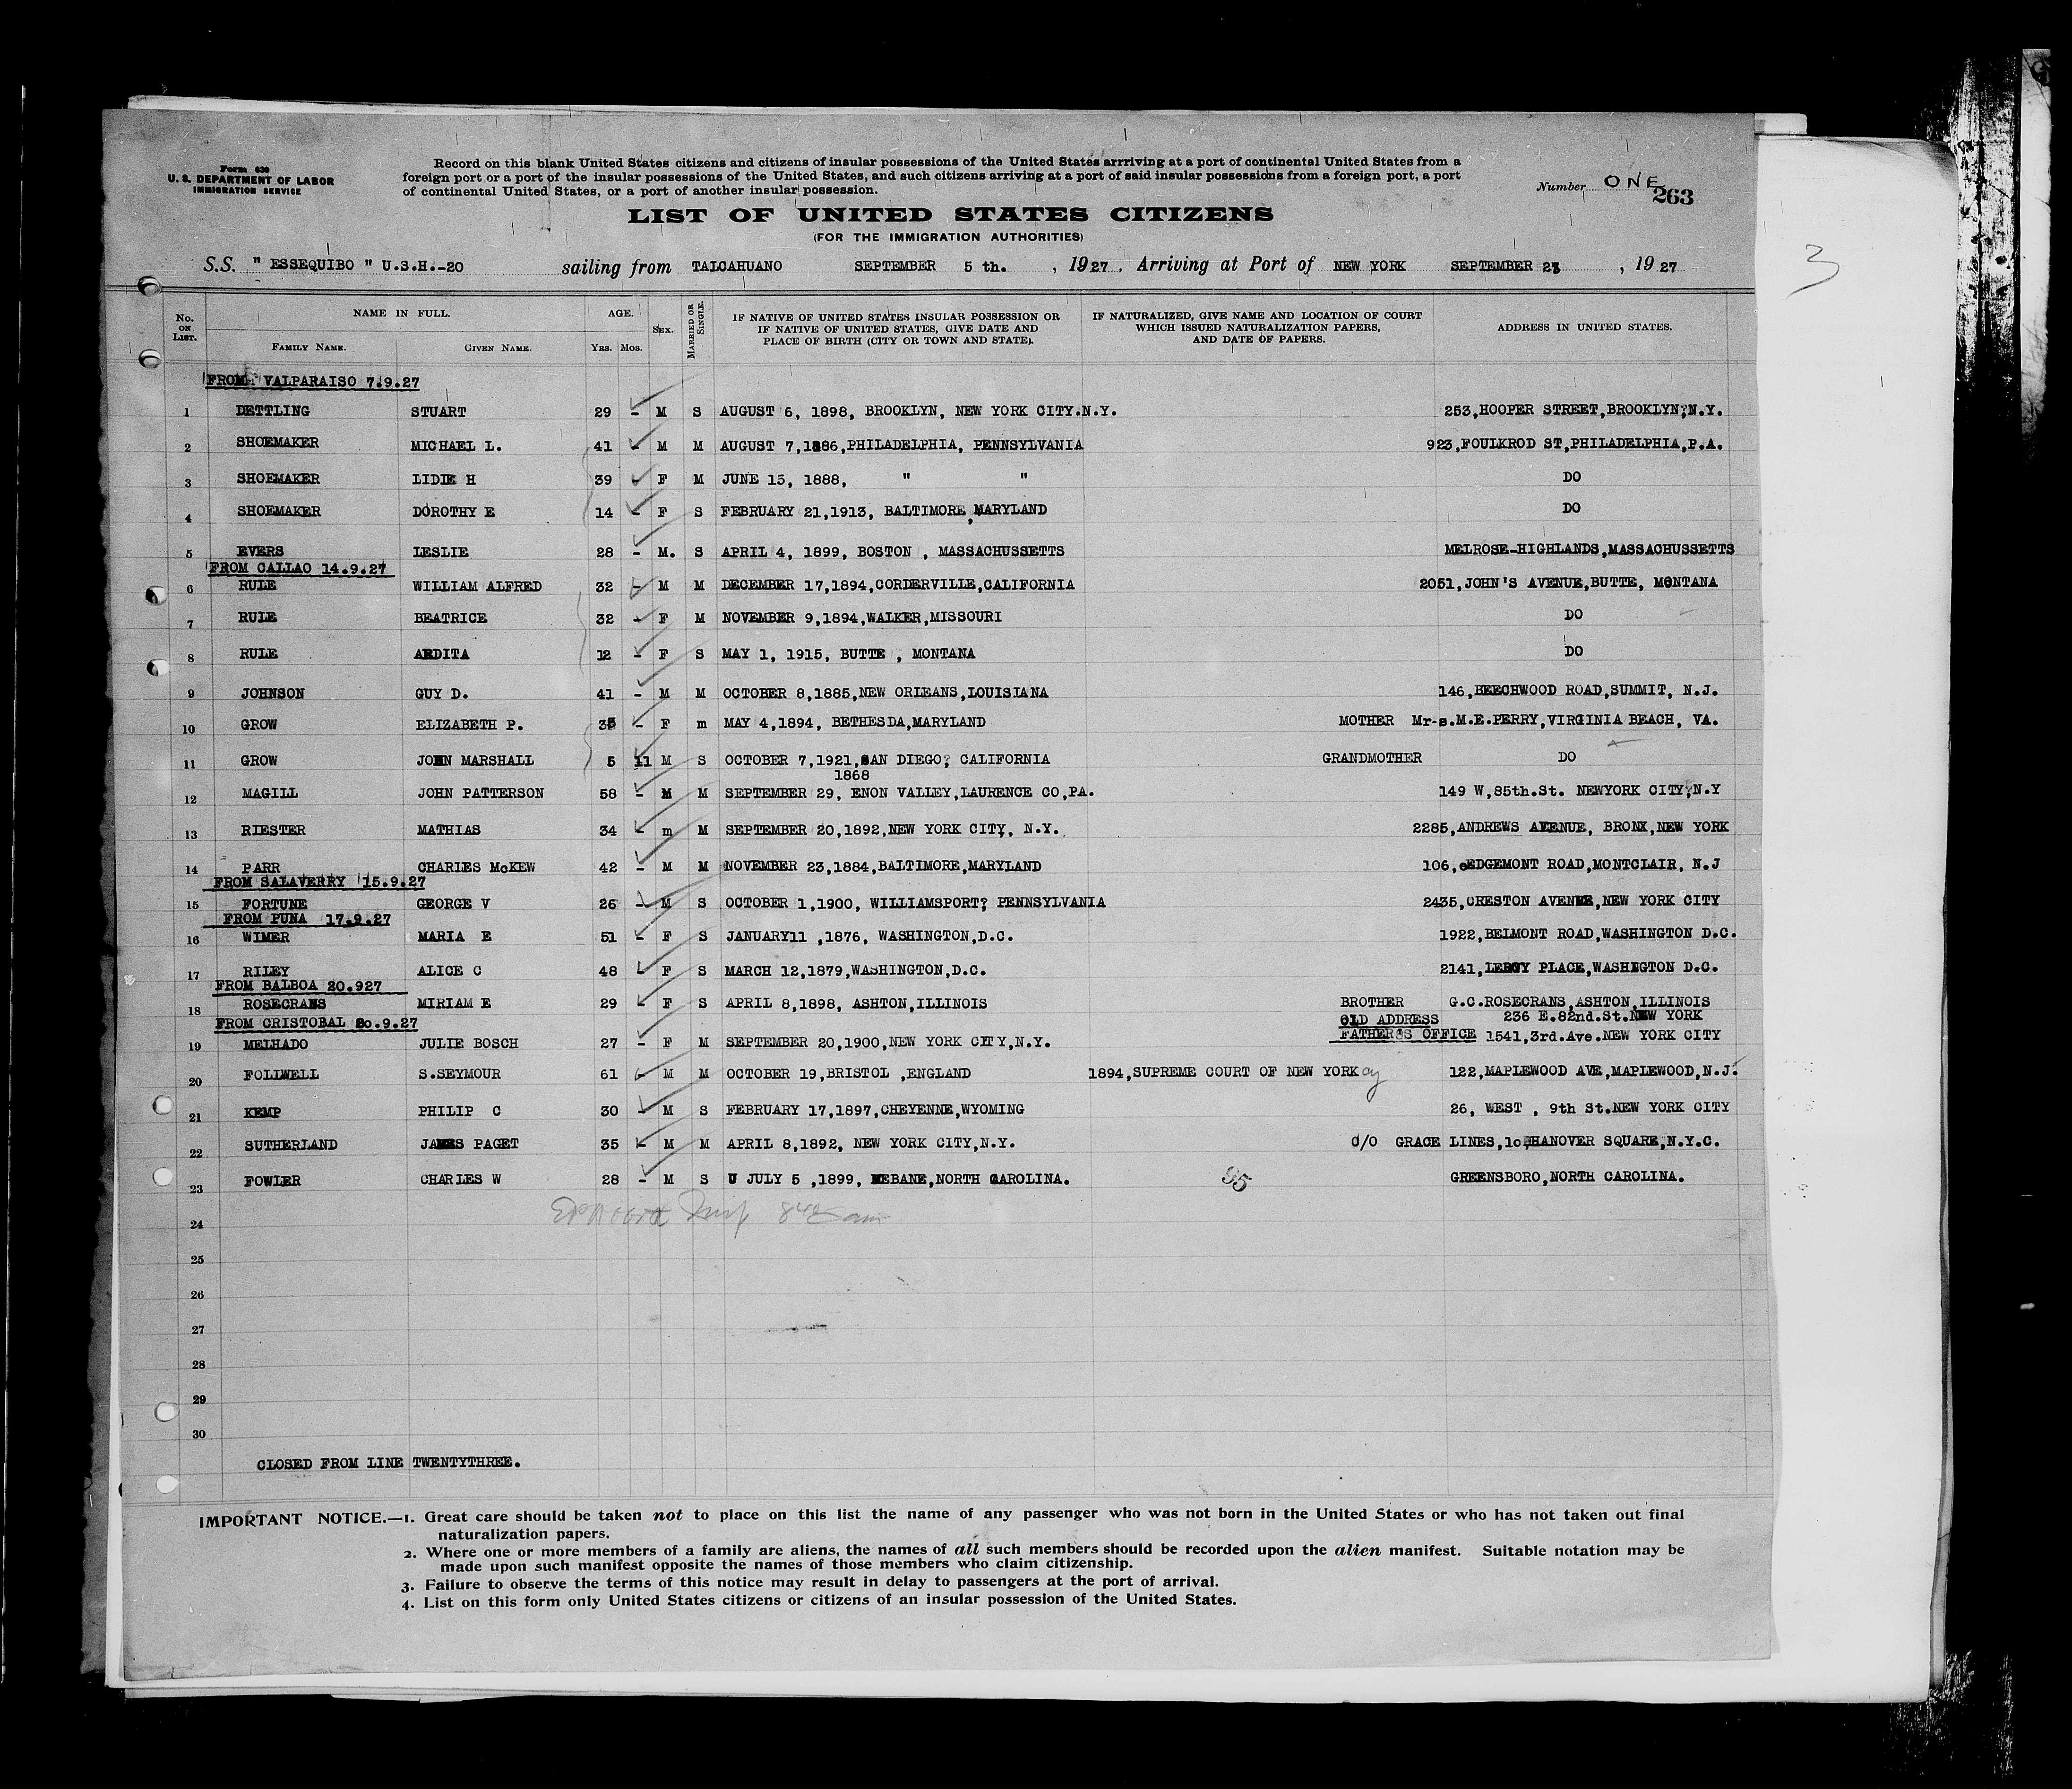 Form 630
U. S. DEPARTMENT OF LABOR
IMMIGRATION SERVICE
Record on this blank United States citizens and citizens of insular possessions of the United States arrriving at a port of continental United States from a
foreign port or a port of the insular possessions of the United States, and such citizens arriving at a port of said insular possessions from a foreign port, a port
of continental United States, or a port of another insular possession.
Number ONE
263
LIST OF UNITED STATES CITIZENS
(FOR THE IMMIGRATION AUTHORITIES)
S.S. " ESSEQUIBO " U.S.H.-20 sailing from TALCAHUANO SEPTEMBER 5 th. , 1927. Arriving at Port of NEW YORK SEPTEMBER 23 , 1927
3
No. ON LIST. NAME IN FULL. FAMILY NAME. GIVEN NAME. AGE. YRS. MOS. SEX. MARRIED OR SINGLE. IF NATIVE OF UNITED STATES INSULAR POSSESSION OR IF NATIVE OF UNITED STATES, GIVE DATE AND PLACE OF BIRTH (CITY OR TOWN AND STATE). IF NATURALIZED, GIVE NAME AND LOCATION OF COURT WHICH ISSUED NATURALIZATION PAPERS, AND DATE OF PAPERS. ADDRESS IN UNITED STATES.
FROM VALPARAISO 7.9.27
1 DETTLING STUART 29 - M S AUGUST 6, 1898, BROOKLYN, NEW YORK CITY.N.Y. 253,HOOPER STREET,BROOKLYN,N.Y.
2 SHOEMAKER MICHAEL L. 41 - M M AUGUST 7,1886,PHILADELPHIA, PENNSYLVANIA 923,FOULKROD ST,PHILADELPHIA,P.A.
3 SHOEMAKER LIDIE H 39 - F M JUNE 15, 1888, " " DO
4 SHOEMAKER DOROTHY E 14 - F S FEBRUARY 21,1913, BALTIMORE,MARYLAND DO
5 EVERS LESLIE 28 - M. S APRIL 4, 1899, BOSTON , MASSACHUSSETTS MELROSE-HIGHLANDS,MASSACHUSSETTS
FROM CALLAO 14.9.27
6 RULE WILLIAM ALFRED 32 - M M DECEMBER 17,1894,CORDERVILLE,CALIFORNIA 2051,JOHN'S AVENUE,BUTTE, MONTANA
7 RULE BEATRICE 32 - F M NOVEMBER 9,1894,WALKER,MISSOURI DO
8 RULE ARDITA 12 - F S MAY 1, 1915, BUTTE , MONTANA DO
9 JOHNSON GUY D. 41 - M M OCTOBER 8,1885,NEW ORLEANS,LOUISIANA 146,BEECHWOOD ROAD,SUMMIT, N.J.
10 GROW ELIZABETH P. - F m MAY 4,1894, BETHESDA,MARYLAND MOTHER Mr-s.M.E.PERRY,VIRGINIA BEACH, VA.
11 GROW JOHN MARSHALL 5 11 M S OCTOBER 7,1921,SAN DIEGO, CALIFORNIA GRANDMOTHER DO
1868
12 MAGILL JOHN PATTERSON 58 - M M SEPTEMBER 29, ENON VALLEY,LAURENCE CO,PA. 149 W,85th.St. NEWYORK CITY,N.Y
13 RIESTER MATHIAS 34 - m M SEPTEMBER 20,1892,NEW YORK CITY, N.Y. 2285,ANDREWS AVENUE, BRONX,NEW YORK
14 PARR CHARLES McKEW 42 - M M NOVEMBER 23,1884,BALTIMORE,MARYLAND 106,eEDGEMONT ROAD,MONTCLAIR, N.J
FROM SALAVERRY 15.9.27
15 FORTUNE GEORGE V 26 - M S OCTOBER 1,1900, WILLIAMSPORT, PENNSYLVANIA 2435,CRESTON AVENUE,NEW YORK CITY
FROM PUNA 17.9.27
16 WIMER MARIA E 51 - F S JANUARY11 ,1876, WASHINGTON,D.C. 1922,BELMONT ROAD,WASHINGTON D.C.
17 RILEY ALICE C 48 - F S MARCH 12,1879,WASHINGTON,D.C. 2141,LEROY PLACE,WASHINGTON D.C.
FROM BALBOA 20.927
18 ROSECRANS MIRIAM E 29 - F S APRIL 8,1898, ASHTON,ILLINOIS BROTHER G.C.ROSECRANS,ASHTON,ILLINOIS
FROM CRISTOBAL 20.9.27 OLD ADDRESS 236 E.82nd.St.NEW YORK
19 MELHADO JULIE BOSCH 27 - F M SEPTEMBER 20,1900,NEW YORK CITY,N.Y. FATHER'S OFFICE 1541,3rd.Ave.NEW YORK CITY
20 FOLLWELL S.SEYMOUR 61 - M M OCTOBER 19,BRISTOL ,ENGLAND 1894,SUPREME COURT OF NEW YORK 122,MAPLEWOOD AVE,MAPLEWOOD,N.J.
21 KEMP PHILIP C 30 - M S FEBRUARY 17,1897,CHEYENNE,WYOMING 26, WEST , 9th St.NEW YORK CITY
22 SUTHERLAND JAMES PAGET 35 - M M APRIL 8,1892, NEW YORK CITY,N.Y. C/O GRACE LINES,10,HANOVER SQUARE,N.Y.C.
23 FOWLER CHARLES W 28 - M S JULY 5 ,1899, MEBANE,NORTH CAROLINA. 95 GREENSBORO,NORTH CAROLINA.
24
25
26
27
28
29
30
CLOSED FROM LINE TWENTYTHREE.
IMPORTANT NOTICE.—1. Great care should be taken not to place on this list the name of any passenger who was not born in the United States or who has not taken out final
naturalization papers.
2. Where one or more members of a family are aliens, the names of all such members should be recorded upon the alien manifest. Suitable notation may be
made upon such manifest opposite the names of those members who claim citizenship.
3. Failure to observe the terms of this notice may result in delay to passengers at the port of arrival.
4. List on this form only United States citizens or citizens of an insular possession of the United States.